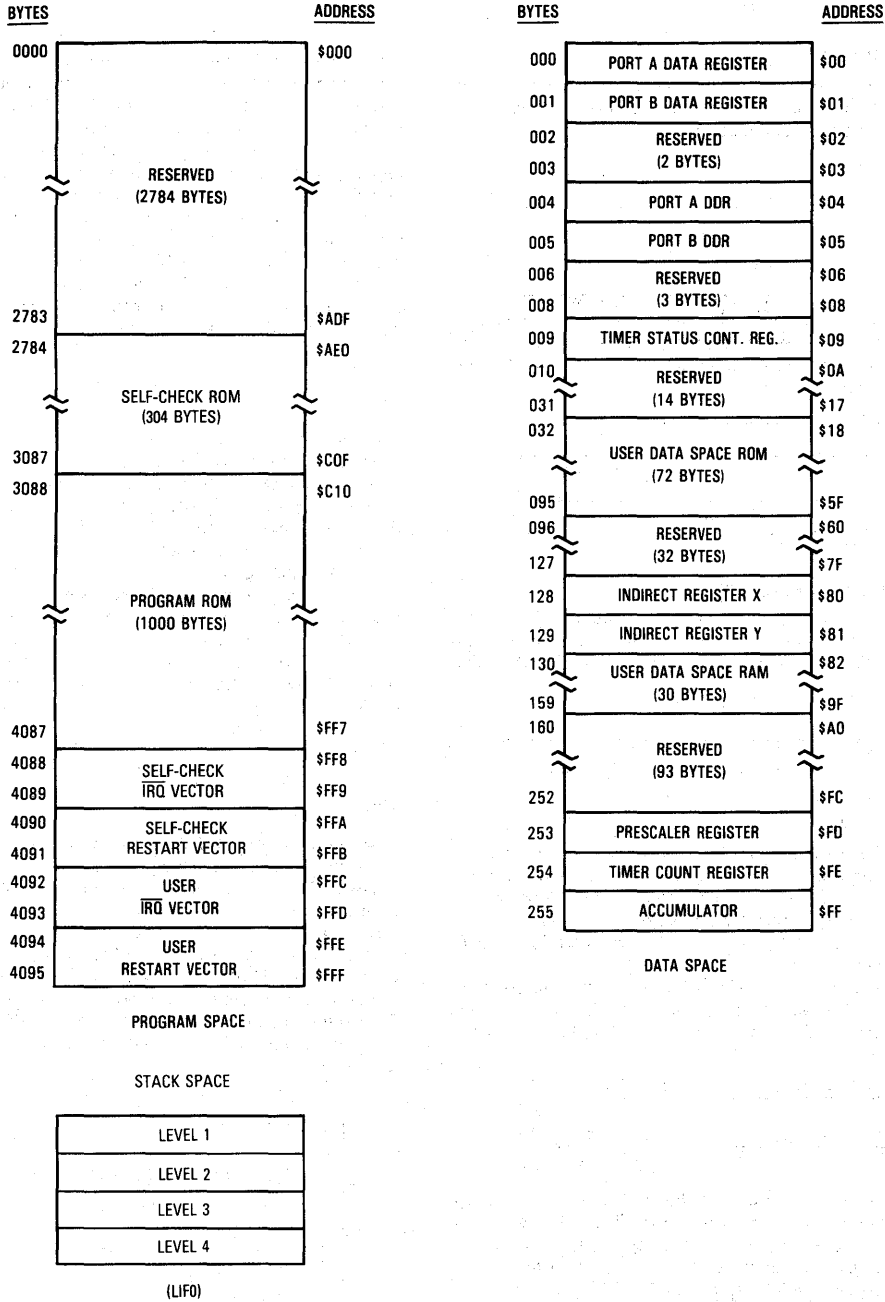 BYTES ADDRESS
0000 $000
RESERVED
(2784 BYTES)
2783 $ADF
2784 $AE0
SELF-CHECK ROM
(304 BYTES)
3087 $C0F
3088 $C10
PROGRAM ROM
(1000 BYTES)
4087 $FF7
4088 $FF8
SELF-CHECK
IRQ VECTOR
4089 $FF9
4090 $FFA
SELF-CHECK
RESTART VECTOR
4091 $FFB
4092 $FFC
USER
IRQ VECTOR
4093 $FFD
4094 $FFE
USER
RESTART VECTOR
4095 $FFF
PROGRAM SPACE
STACK SPACE
LEVEL 1
LEVEL 2
LEVEL 3
LEVEL 4
(LIFO)
BYTES ADDRESS
000 PORT A DATA REGISTER $00
001 PORT B DATA REGISTER $01
002 RESERVED $02
003 (2 BYTES) $03
004 PORT A DDR $04
005 PORT B DDR $05
006 RESERVED $06
008 (3 BYTES) $08
009 TIMER STATUS CONT. REG. $09
010 RESERVED $0A
031 (14 BYTES) $17
032 $18
USER DATA SPACE ROM
(72 BYTES)
095 $5F
096 RESERVED $60
127 (32 BYTES) $7F
128 INDIRECT REGISTER X $80
129 INDIRECT REGISTER Y $81
130 USER DATA SPACE RAM $82
159 (30 BYTES) $9F
160 $A0
RESERVED
(93 BYTES)
252 $FC
253 PRESCALER REGISTER $FD
254 TIMER COUNT REGISTER $FE
255 ACCUMULATOR $FF
DATA SPACE